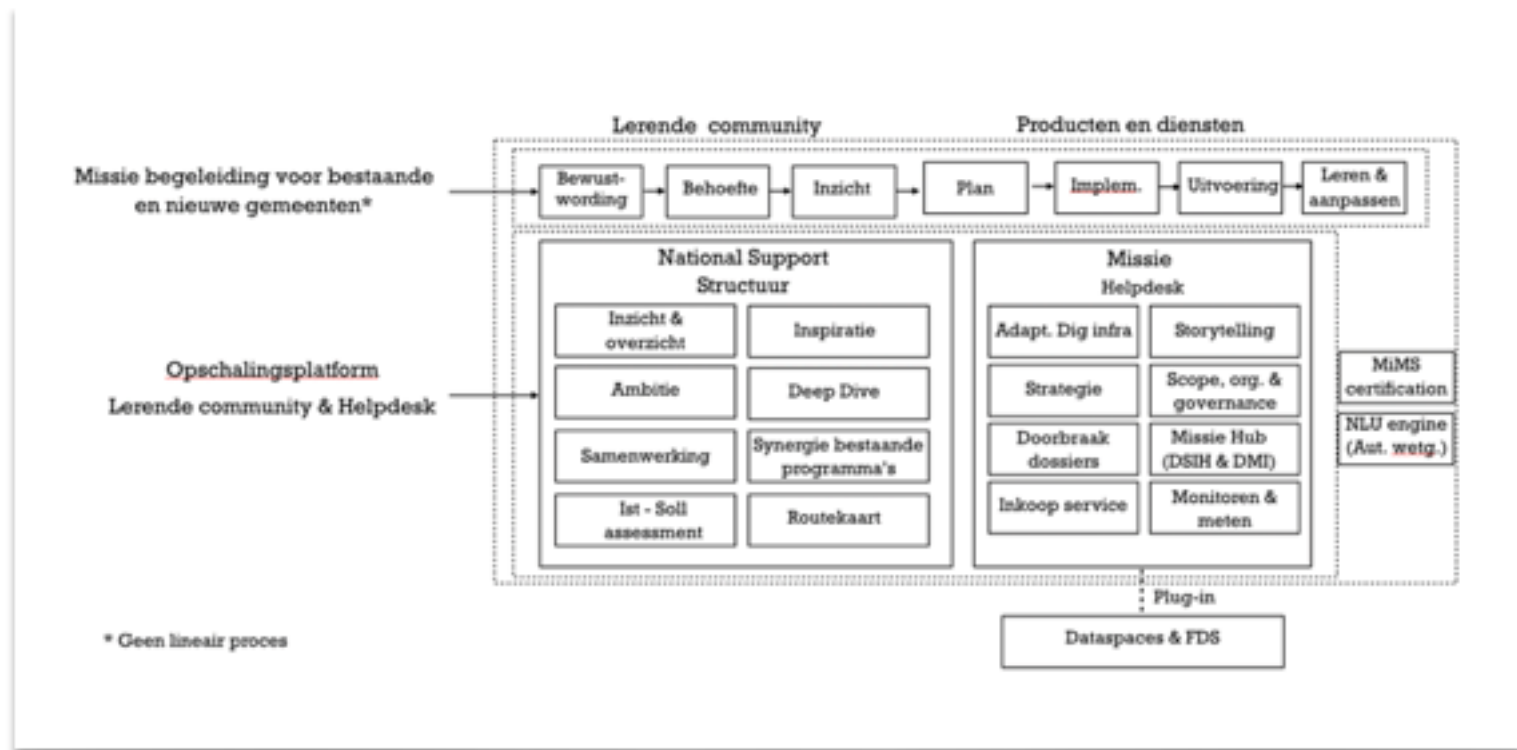 Lerende community
Producten en diensten
Missie begeleiding voor bestaande
en nieuwe gemeenten*
Bewust-
wording
Behoefte
Inzicht
Plan
Implem.
Uitvoering
Leren &
aanpassen
Opschalingsplatform
Lerende community & Helpdesk
National Support
Structuur
Inzicht &
overzicht
Inspiratie
Ambitie
Deep Dive
Samenwerking
Synergie bestaande
programma's
Ist - Soll
assessment
Routekaart
Missie
Helpdesk
Adapt. Dig infra
Storytelling
Strategie
Scope, org. &
governance
Doorbraak
dossiers
Missie Hub
(DSIH & DMI)
Inkoop service
Monitoren &
meten
MiMS
certification
NLU engine
(Aut. wetg.)
Plug-in
Dataspaces & FDS
* Geen lineair proces